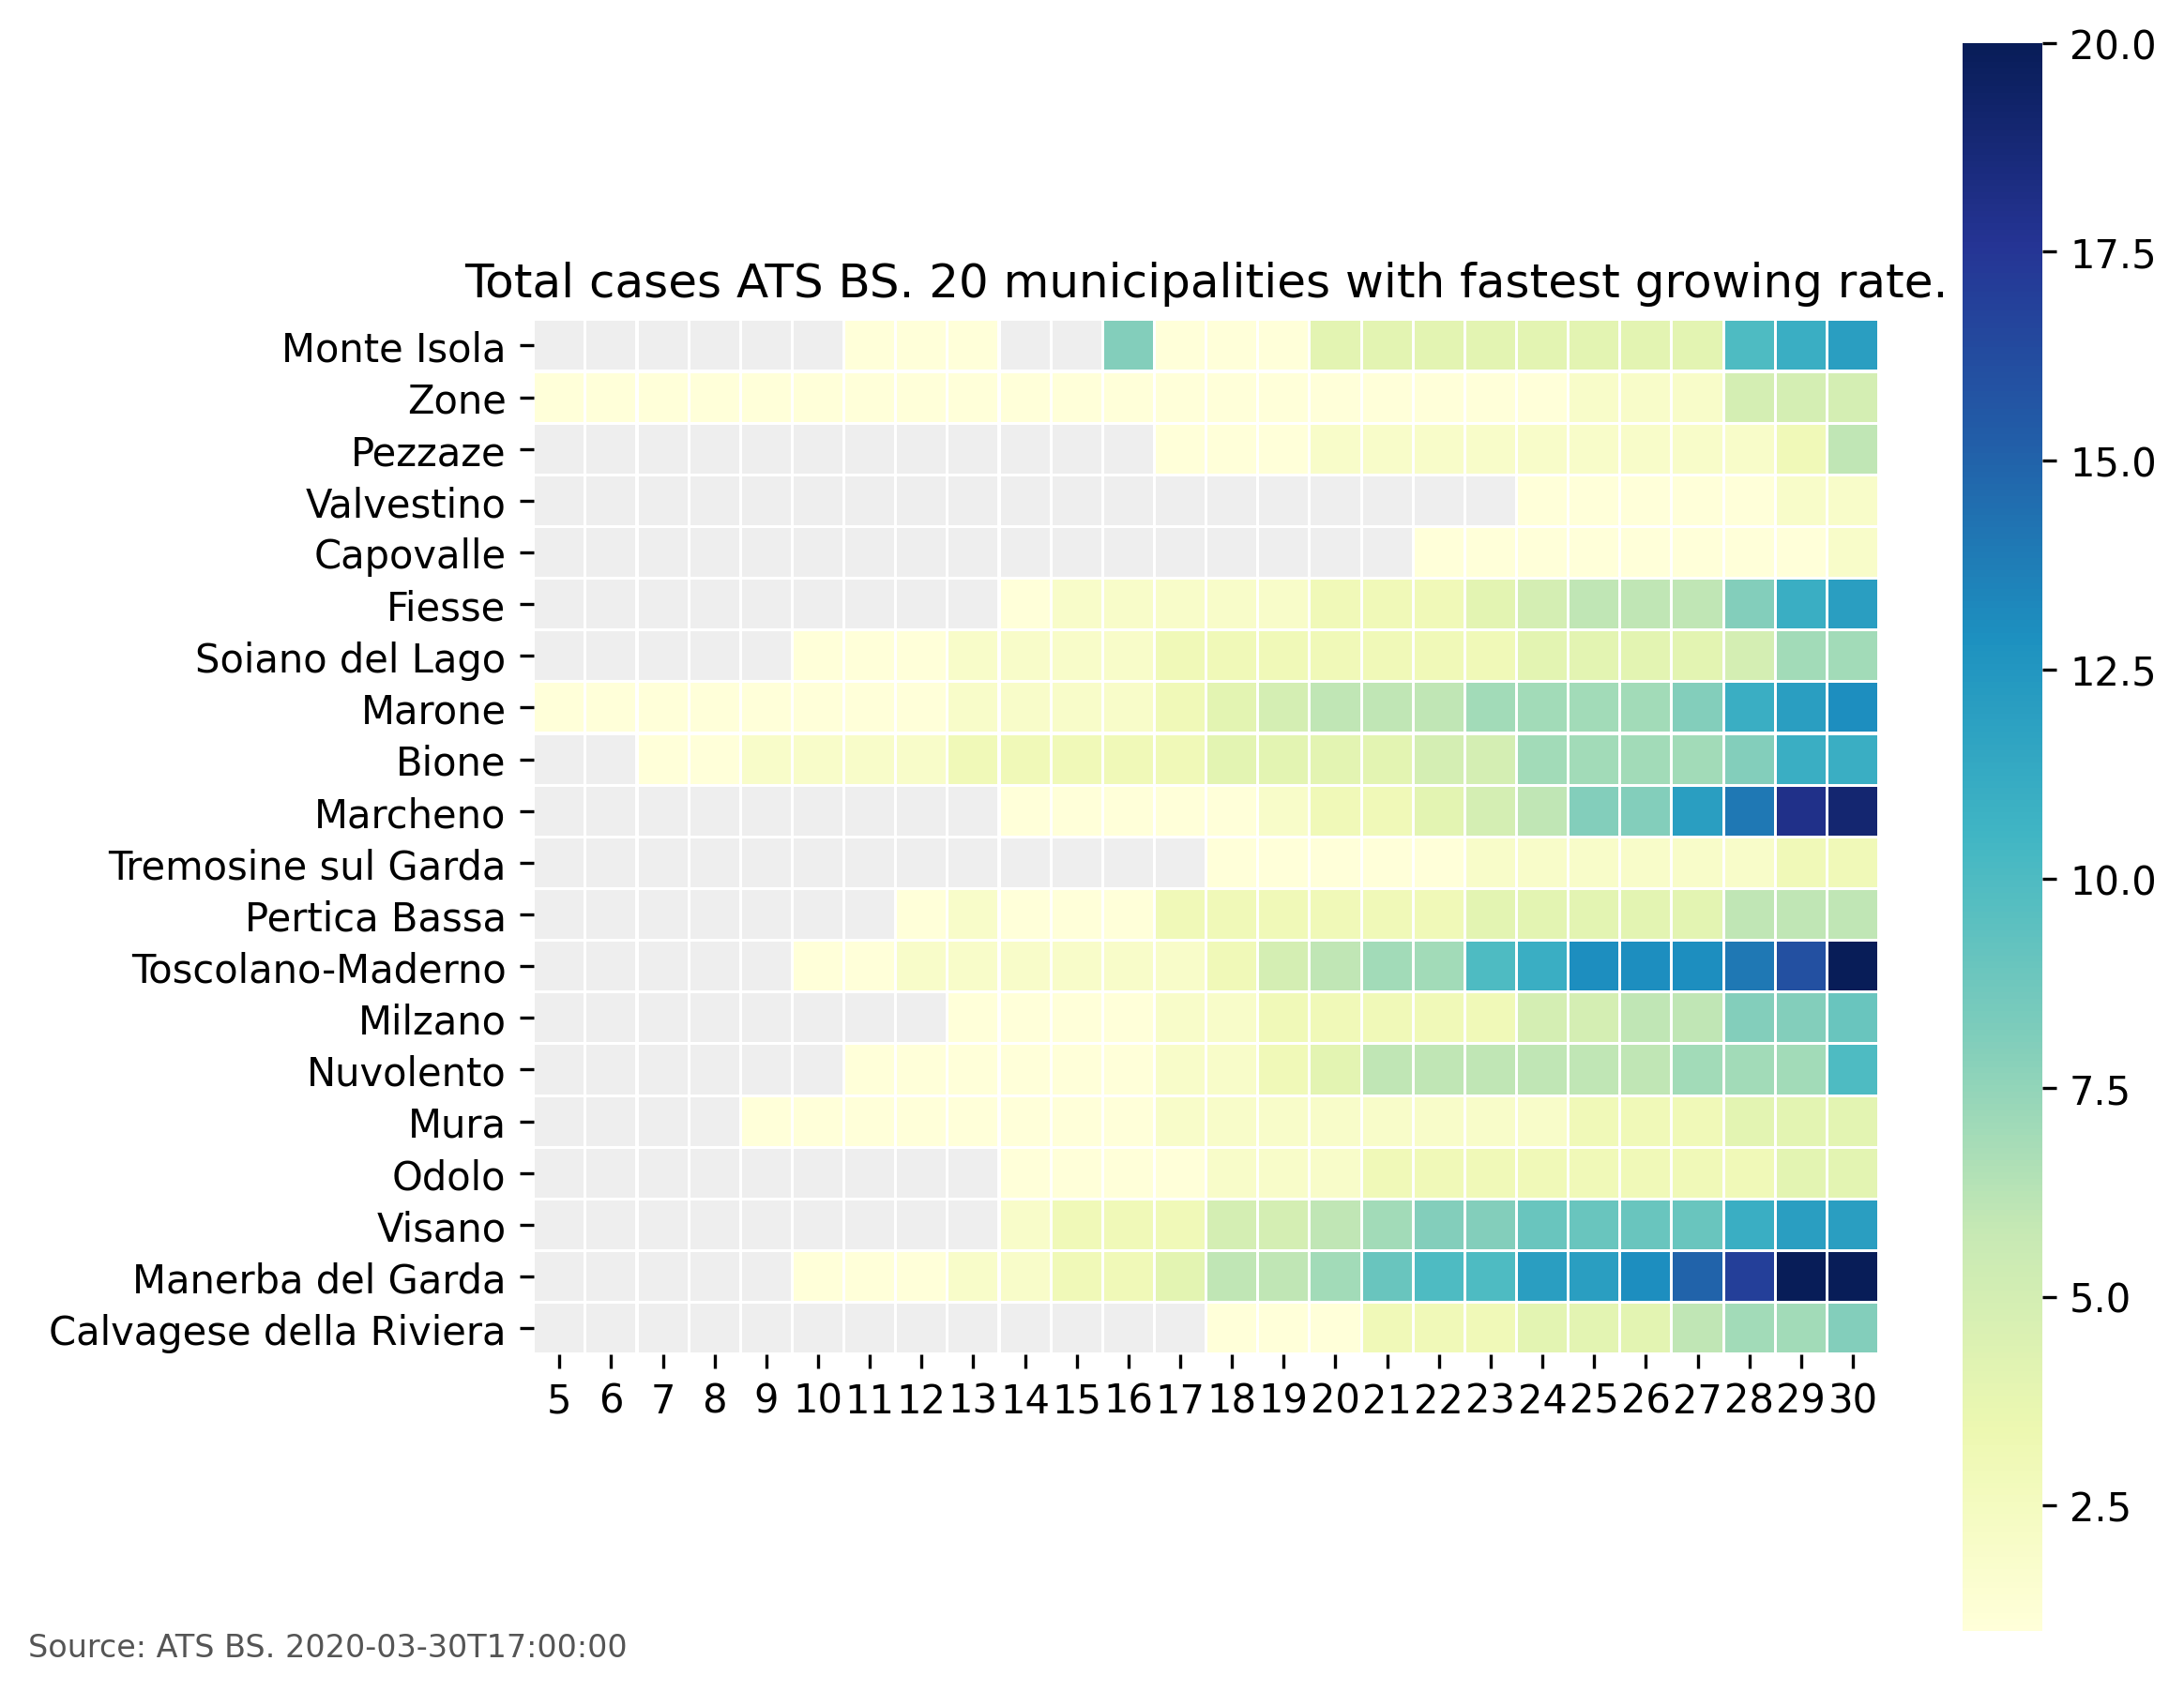 Total cases ATS BS. 20 municipalities with fastest growing rate.
Monte Isola
Zone
Pezzaze
Valvestino
Capovalle
Fiesse
Soiano del Lago
Marone
Bione
Marcheno
Tremosine sul Garda
Pertica Bassa
Toscolano-Maderno
Milzano
Nuvolento
Mura
Odolo
Visano
Manerba del Garda
Calvagese della Riviera
5 6 7 8 9 10 11 12 13 14 15 16 17 18 19 20 21 22 23 24 25 26 27 28 29 30
20.0
17.5
15.0
12.5
10.0
7.5
5.0
2.5
Source: ATS BS. 2020-03-30T17:00:00